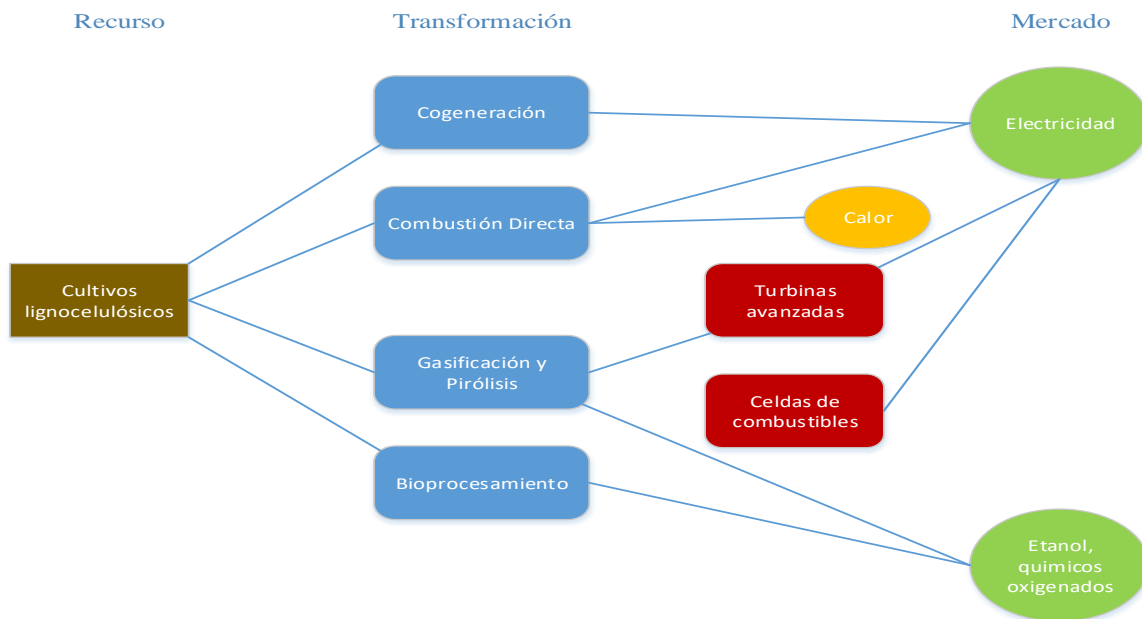 Recurso
Transformación
Mercado
Cogeneración
Electricidad
Combustión Directa
Calor
Cultivos
lignocelulósicos
Turbinas
avanzadas
Gasificación y
Pirólisis
Celdas de
combustibles
Bioprocesamiento
Etanol,
quimicos
oxigenados